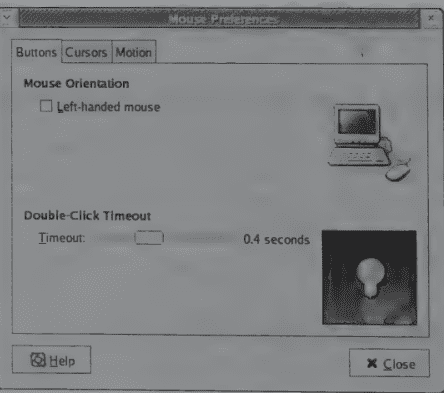 Mouse Preferences
Buttons Cursors Motion
Mouse Orientation
Left-handed mouse
Double-Click Timeout
Timeout: 0.4 seconds
Help
Close